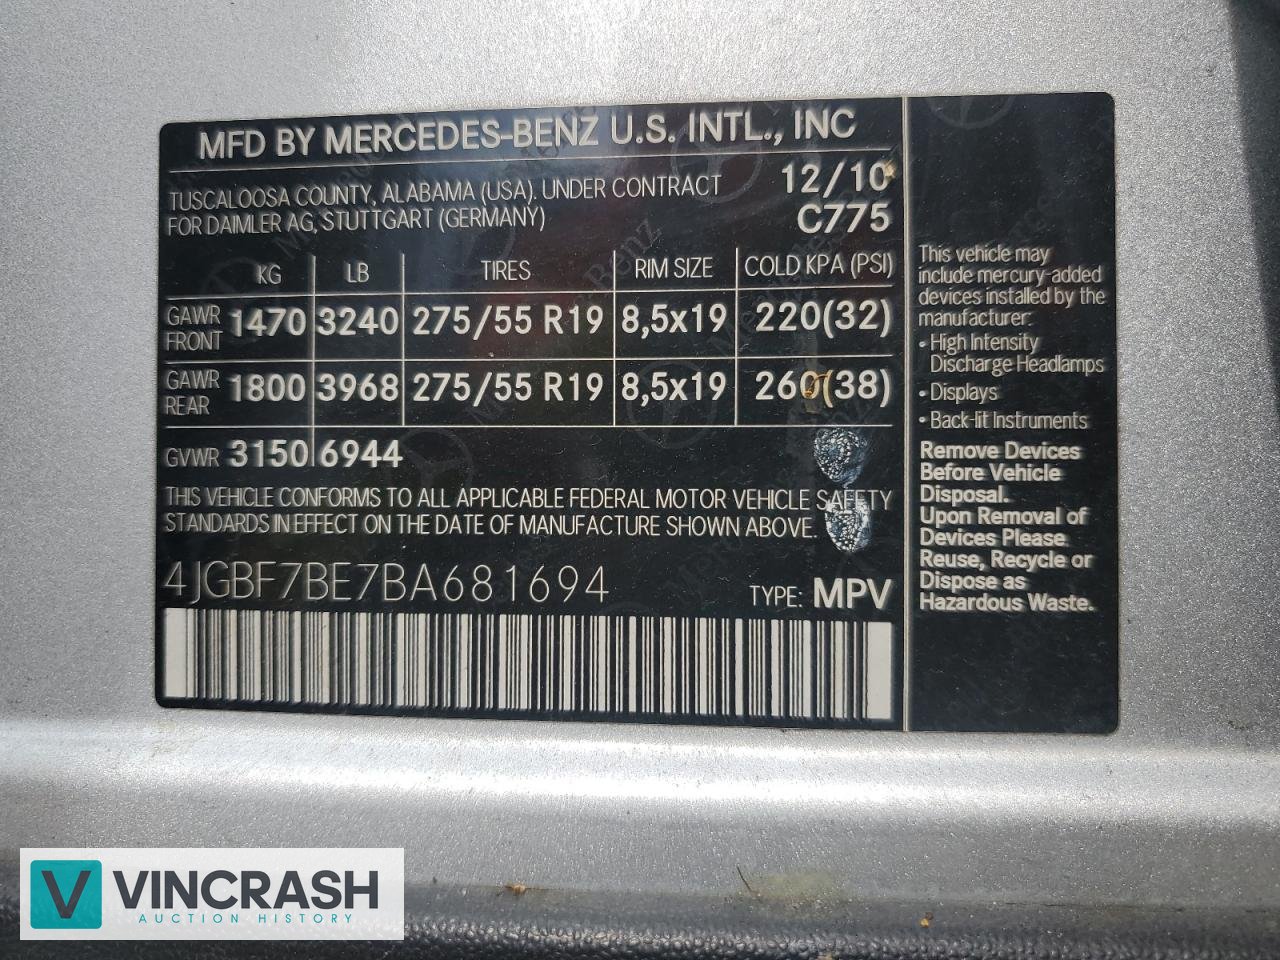 MFD BY MERCEDES-BENZ U.S. INTL., INC
TUSCALOOSA COUNTY, ALABAMA (USA). UNDER CONTRACT
FOR DAIMLER AG, STUTTGART (GERMANY)
12/10
C775
KG LB TIRES RIM SIZE COLD KPA (PSI)
GAWR FRONT 1470 3240 275/55 R19 8,5x19 220(32)
GAWR REAR 1800 3968 275/55 R19 8,5x19 260(38)
GVWR 3150 6944
THIS VEHICLE CONFORMS TO ALL APPLICABLE FEDERAL MOTOR VEHICLE SAFETY
STANDARDS IN EFFECT ON THE DATE OF MANUFACTURE SHOWN ABOVE.
4JGBF7BE7BA681694
TYPE: MPV
This vehicle may
include mercury-added
devices installed by the
manufacturer:
• High Intensity
Discharge Headlamps
• Displays
• Back-lit Instruments
Remove Devices
Before Vehicle
Disposal.
Upon Removal of
Devices Please
Reuse, Recycle or
Dispose as
Hazardous Waste.
V VINCRASH
AUCTION HISTORY